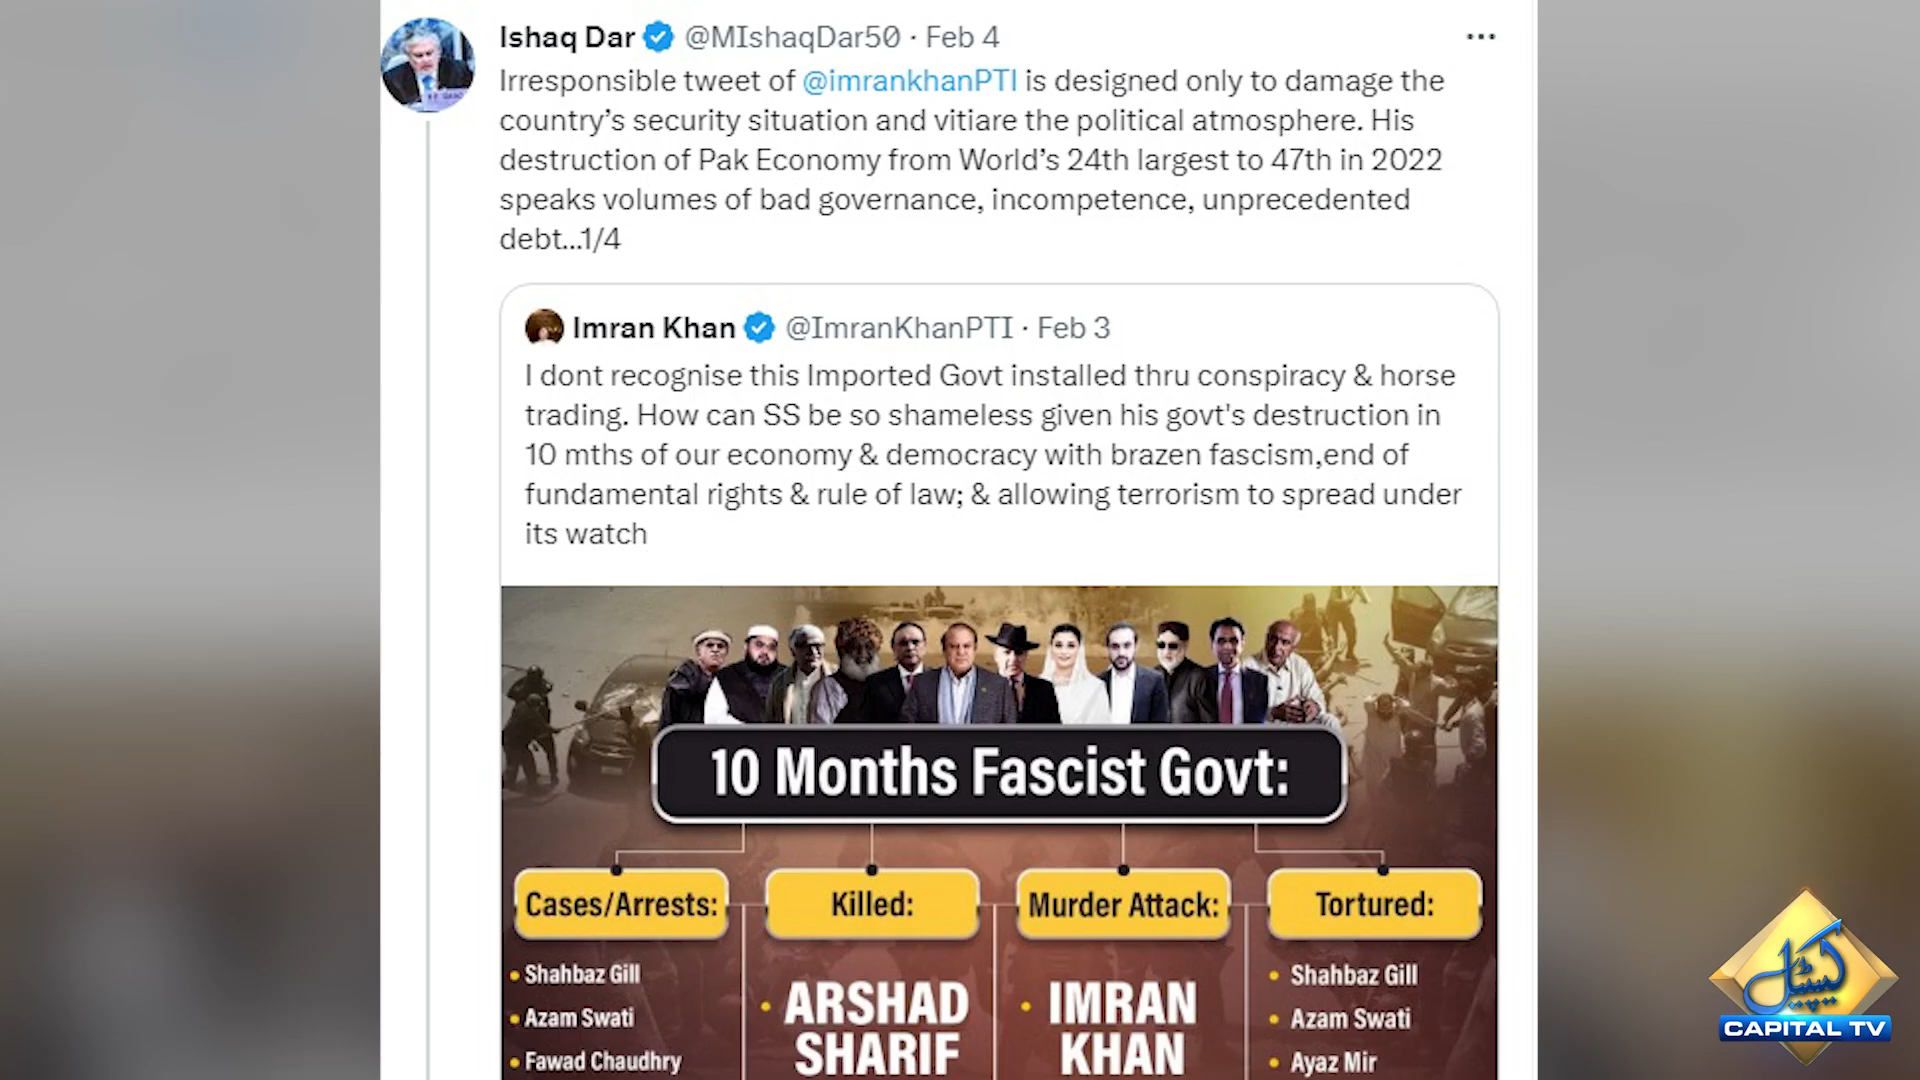 Ishaq Dar @MIshaqDar50 · Feb 4
Irresponsible tweet of @imrankhanPTI is designed only to damage the
country’s security situation and vitiare the political atmosphere. His
destruction of Pak Economy from World’s 24th largest to 47th in 2022
speaks volumes of bad governance, incompetence, unprecedented
debt...1/4
Imran Khan @ImranKhanPTI · Feb 3
I dont recognise this Imported Govt installed thru conspiracy & horse
trading. How can SS be so shameless given his govt's destruction in
10 mths of our economy & democracy with brazen fascism,end of
fundamental rights & rule of law; & allowing terrorism to spread under
its watch
10 Months Fascist Govt:
Cases/Arrests:
• Shahbaz Gill
• Azam Swati
• Fawad Chaudhry
Killed:
• ARSHAD
SHARIF
Murder Attack:
• IMRAN
KHAN
Tortured:
• Shahbaz Gill
• Azam Swati
• Ayaz Mir
کیپیٹل
CAPITAL TV